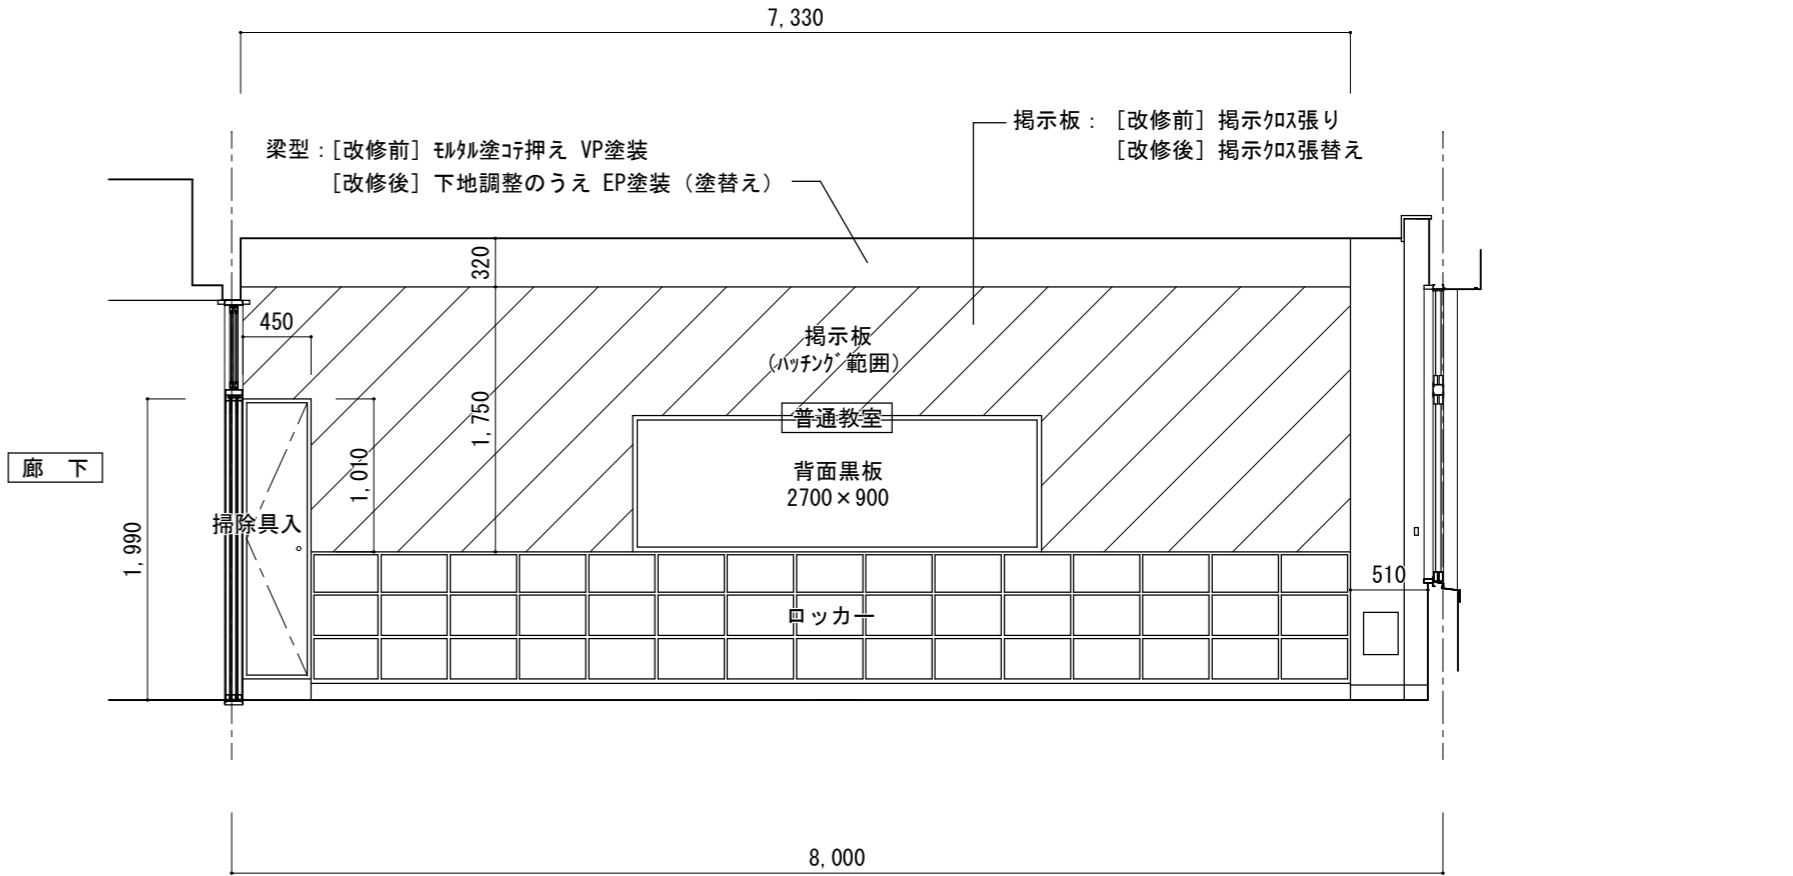 7,330
掲示板： [改修前] 掲示ｸﾛｽ張り
[改修後] 掲示ｸﾛｽ張替え
梁型：[改修前] ﾓﾙﾀﾙ塗ｺﾃ押え VP塗装
[改修後] 下地調整のうえ EP塗装（塗替え）
320
450
掲示板
(ﾊｯﾁﾝｸﾞ範囲)
1,750
普通教室
背面黒板
2700×900
1,010
廊 下
掃除具入
1,990
510
ロッカー
8,000